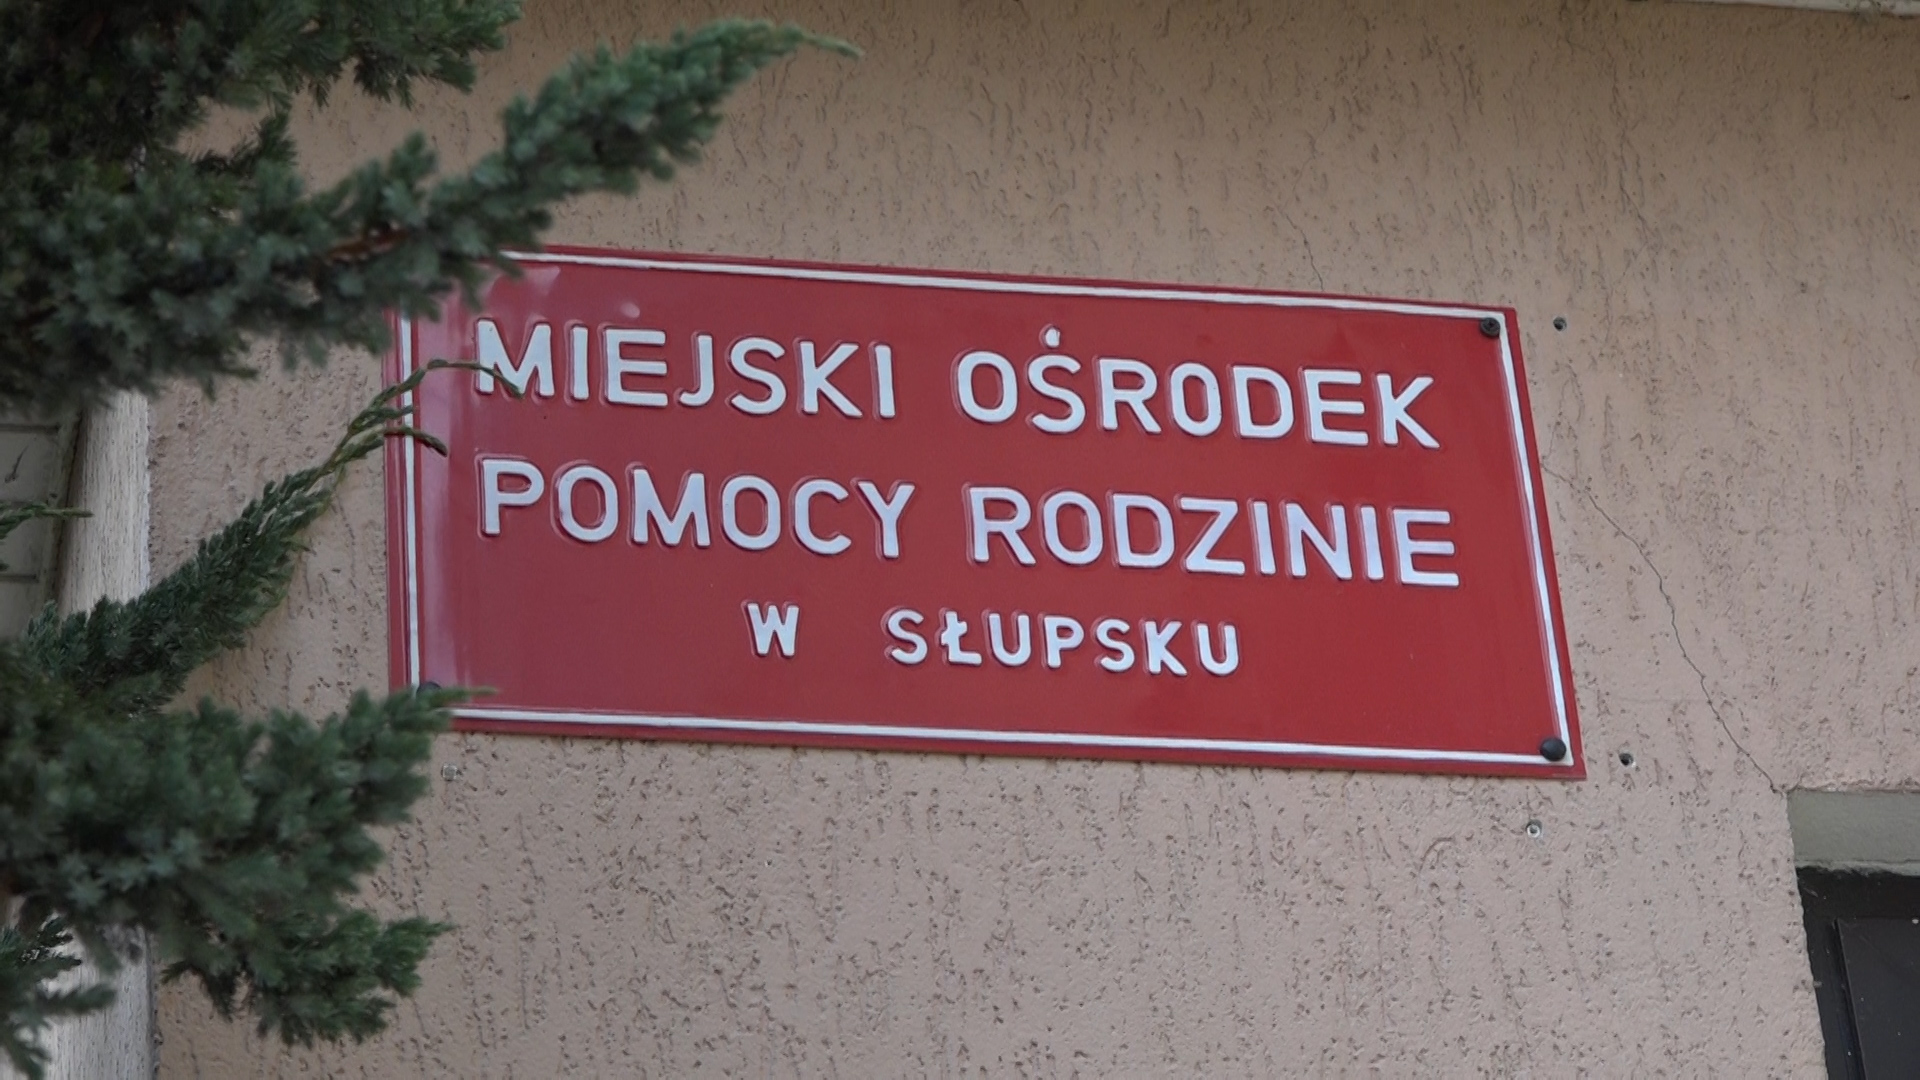 MIEJSKI OŚRODEK
POMOCY RODZINIE
W SŁUPSKU